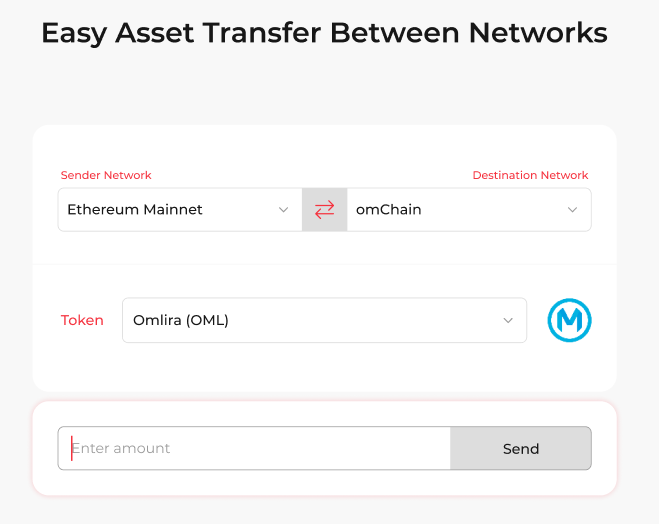 Easy Asset Transfer Between Networks
Sender Network
Destination Network
Ethereum Mainnet
omChain
Token
Omlira (OML)
M
Enter amount
Send